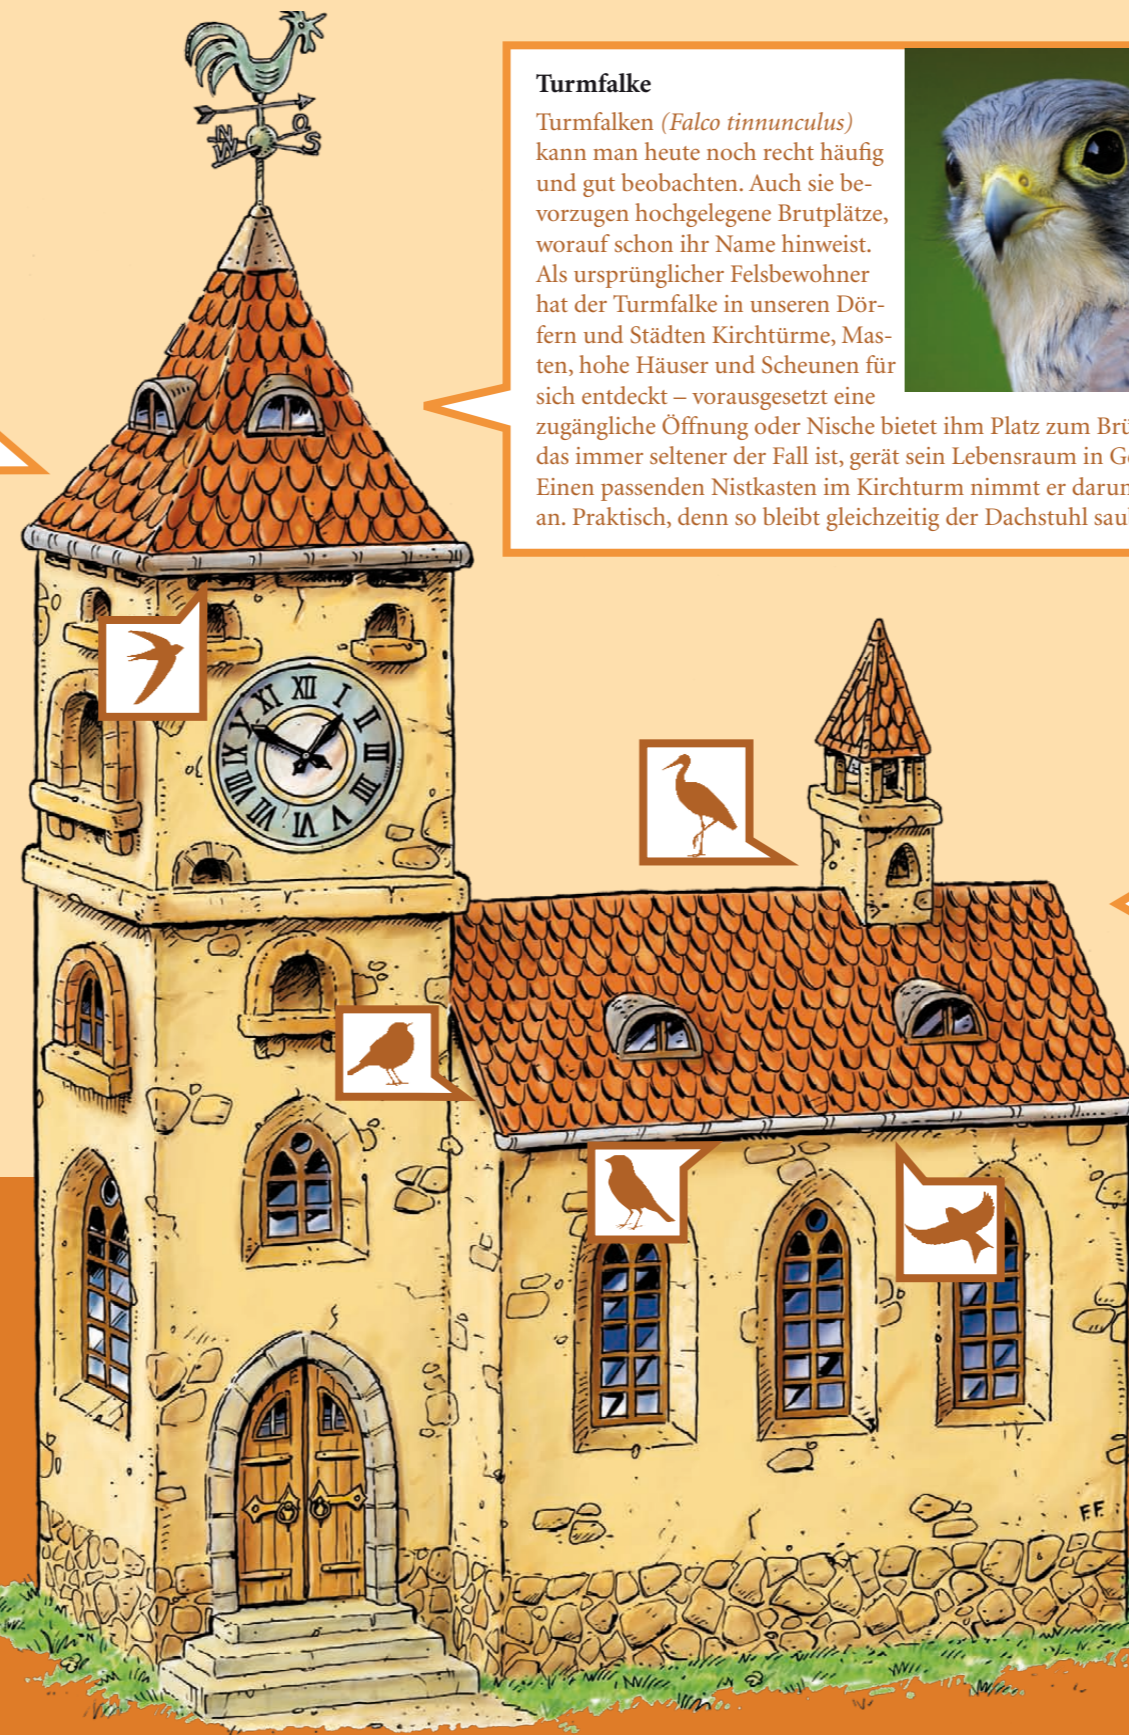 N O
W S
Turmfalke
Turmfalken (Falco tinnunculus)
kann man heute noch recht häufig
und gut beobachten. Auch sie be-
vorzugen hochgelegene Brutplätze,
worauf schon ihr Name hinweist.
Als ursprünglicher Felsbewohner
hat der Turmfalke in unseren Dör-
fern und Städten Kirchtürme, Mas-
ten, hohe Häuser und Scheunen für
sich entdeckt – vorausgesetzt eine
zugängliche Öffnung oder Nische bietet ihm Platz zum Brü
das immer seltener der Fall ist, gerät sein Lebensraum in
Einen passenden Nistkasten im Kirchturm nimmt er
an. Praktisch, denn so bleibt gleichzeitig der Dachstuhl
XII I II III IIII V VI VII VIII IX X XI
F.F.